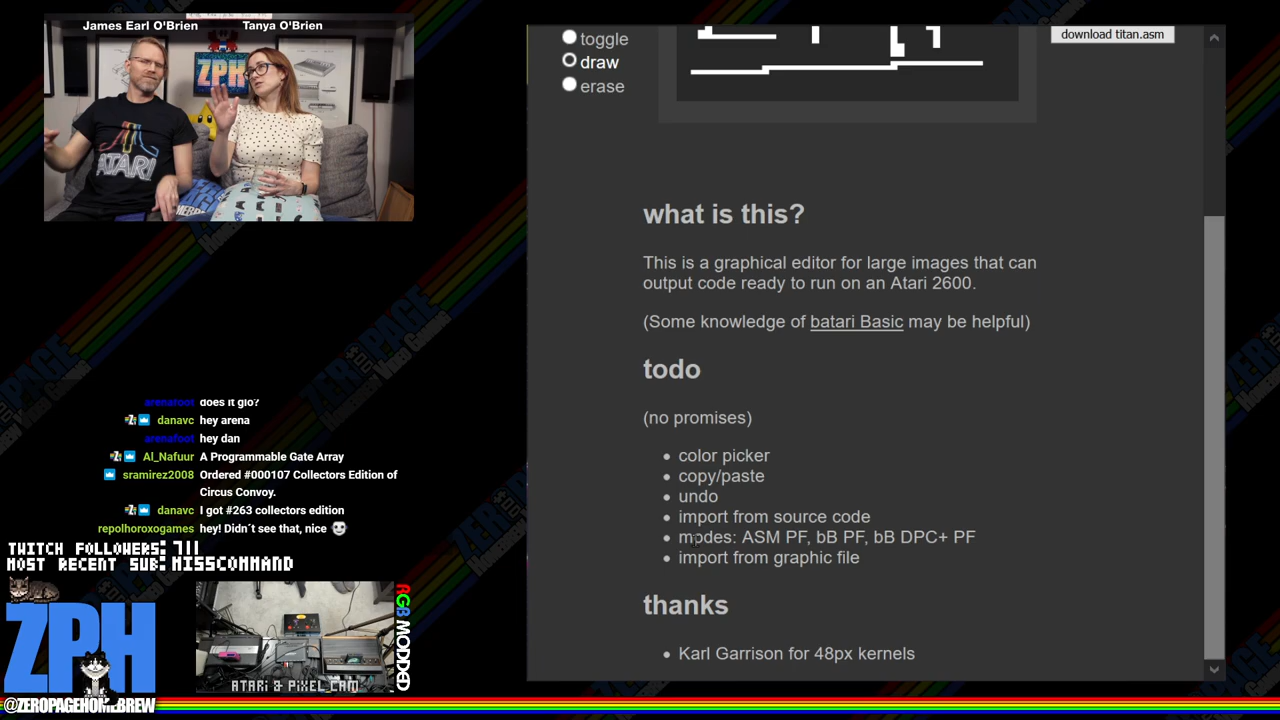 James Earl O'Brien
Tanya O'Brien
ZPH
ATARI
toggle
draw
erase
download titan.asm
what is this?
This is a graphical editor for large images that can
output code ready to run on an Atari 2600.
(Some knowledge of batari Basic may be helpful)
todo
(no promises)
color picker
copy/paste
undo
import from source code
modes: ASM PF, bB PF, bB DPC+ PF
import from graphic file
thanks
Karl Garrison for 48px kernels
arenafoot does it glo?
danavc hey arena
arenafoot hey dan
Al_Nafuur A Programmable Gate Array
sramirez2008 Ordered #000107 Collectors Edition of
Circus Convoy.
danavc I got #263 collectors edition
repolhoroxogames hey! Didn´t see that, nice
TWITCH FOLLOWERS: 711
MOST RECENT SUB: MISSCOMMAND
ZPH
@ZEROPAGEHOMEBREW
ATARI & PIXEL_CAM
RGB MODDED